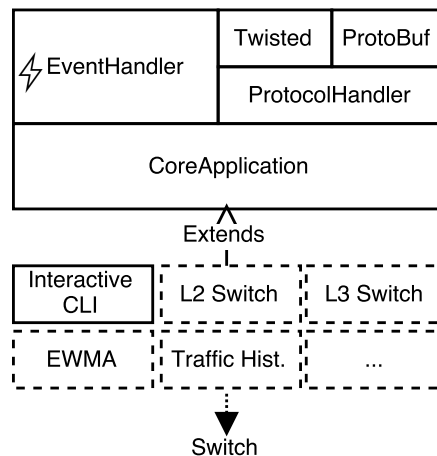 Twisted
ProtoBuf
EventHandler
ProtocolHandler
CoreApplication
Extends
Interactive
CLI
L2 Switch
L3 Switch
EWMA
Traffic Hist.
...
Switch